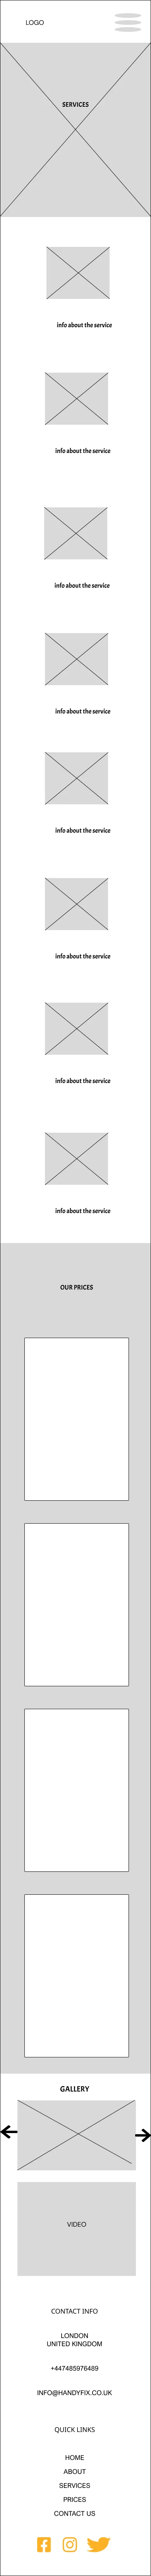 LOGO
SERVICES
info about the service
info about the service
info about the service
info about the service
info about the service
info about the service
info about the service
info about the service
OUR PRICES
GALLERY
VIDEO
CONTACT INFO
LONDON
UNITED KINGDOM
+447485976489
INFO@HANDYFIX.CO.UK
QUICK LINKS
HOME
ABOUT
SERVICES
PRICES
CONTACT US